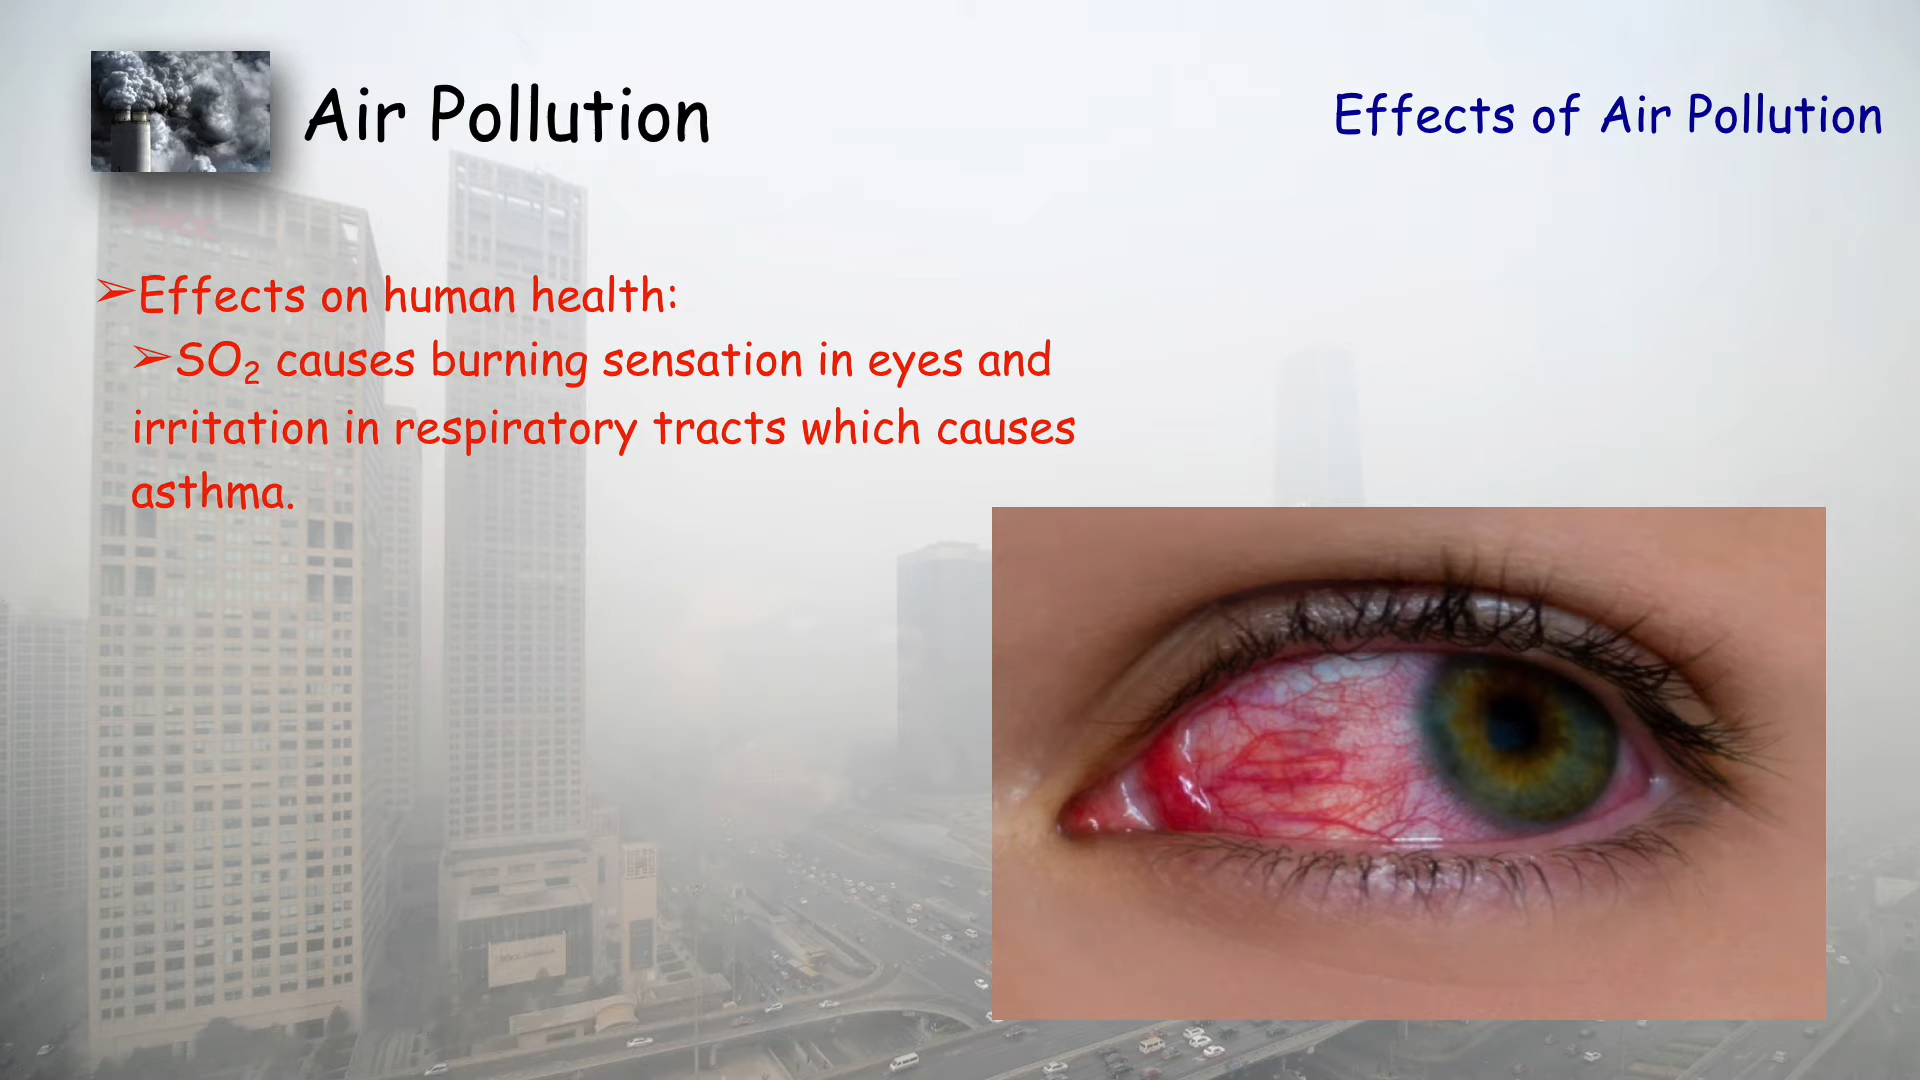 Air Pollution
Effects of Air Pollution
➢Effects on human health:
➢SO₂ causes burning sensation in eyes and
irritation in respiratory tracts which causes
asthma.